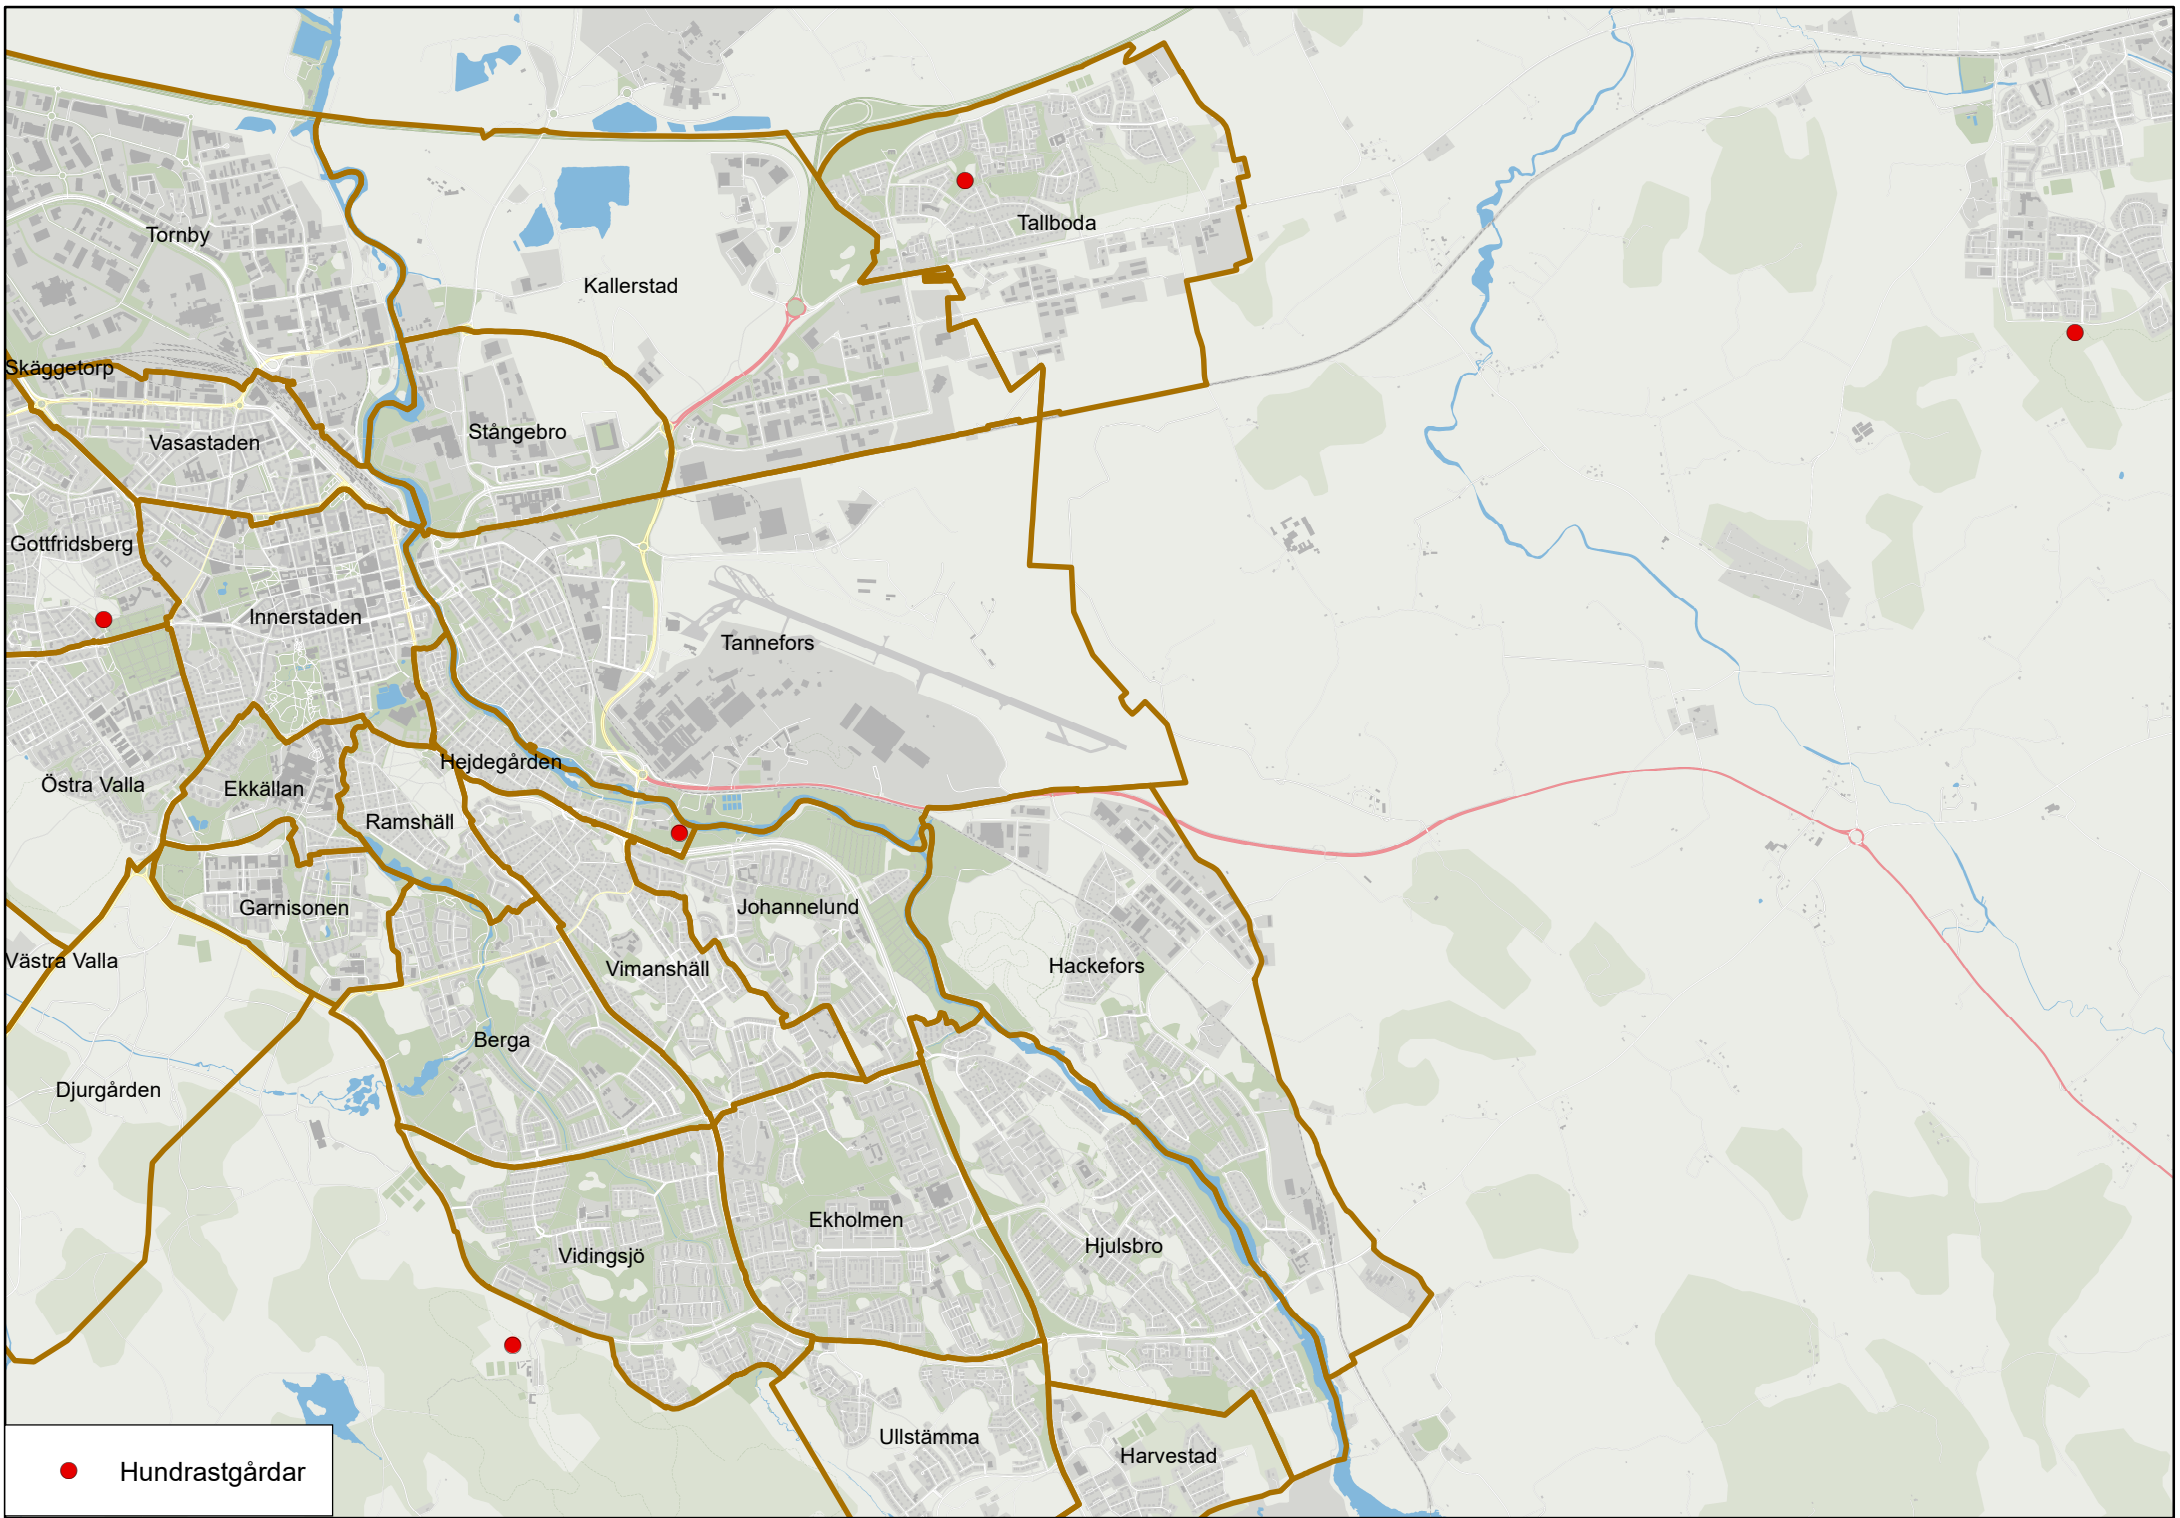 Tallboda
Tornby
Kallerstad
Skäggetorp
Stångebro
Vasastaden
Gottfridsberg
Innerstaden
Tannefors
Hejdegården
Östra Valla
Ekkällan
Ramshäll
Garnisonen
Johannelund
Västra Valla
Vimanshäll
Hackefors
Berga
Djurgården
Ekholmen
Hjulsbro
Vidingsjö
Ullstämma
Harvestad
Hundrastgårdar